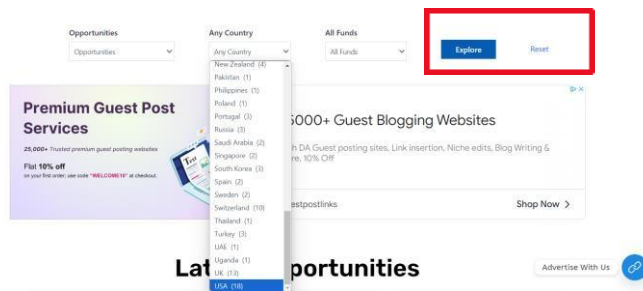 Opportunities
Any Country
All Funds
Opportunities
Any Country
All Funds
Explore
Reset
New Zealand (4)
Pakistan (1)
Philippines (1)
Poland (1)
Portugal (3)
Russia (3)
Saudi Arabia (2)
Singapore (2)
South Korea (3)
Spain (2)
Sweden (2)
Switzerland (10)
Thailand (1)
Turkey (3)
UAE (1)
Uganda (1)
UK (13)
USA (18)
Premium Guest Post
Services
25,000+ Trusted premium guest posting websites
Flat 10% off
on your first order; use code "WELCOME10" at checkout.
Test
5000+ Guest Blogging Websites
h DA Guest posting sites, Link insertion, Niche edits, Blog Writing &
re, 10% Off
estpostlinks
Shop Now >
Lat portunities
Advertise With Us